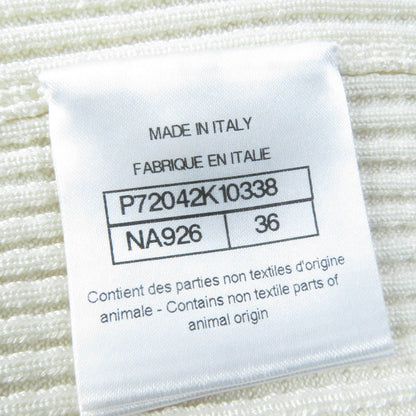 MADE IN ITALY
FABRIQUE EN ITALIE
P72042K10338
NA926 36
Contient des parties non textiles d'origine
animale - Contains non textile parts of
animal origin